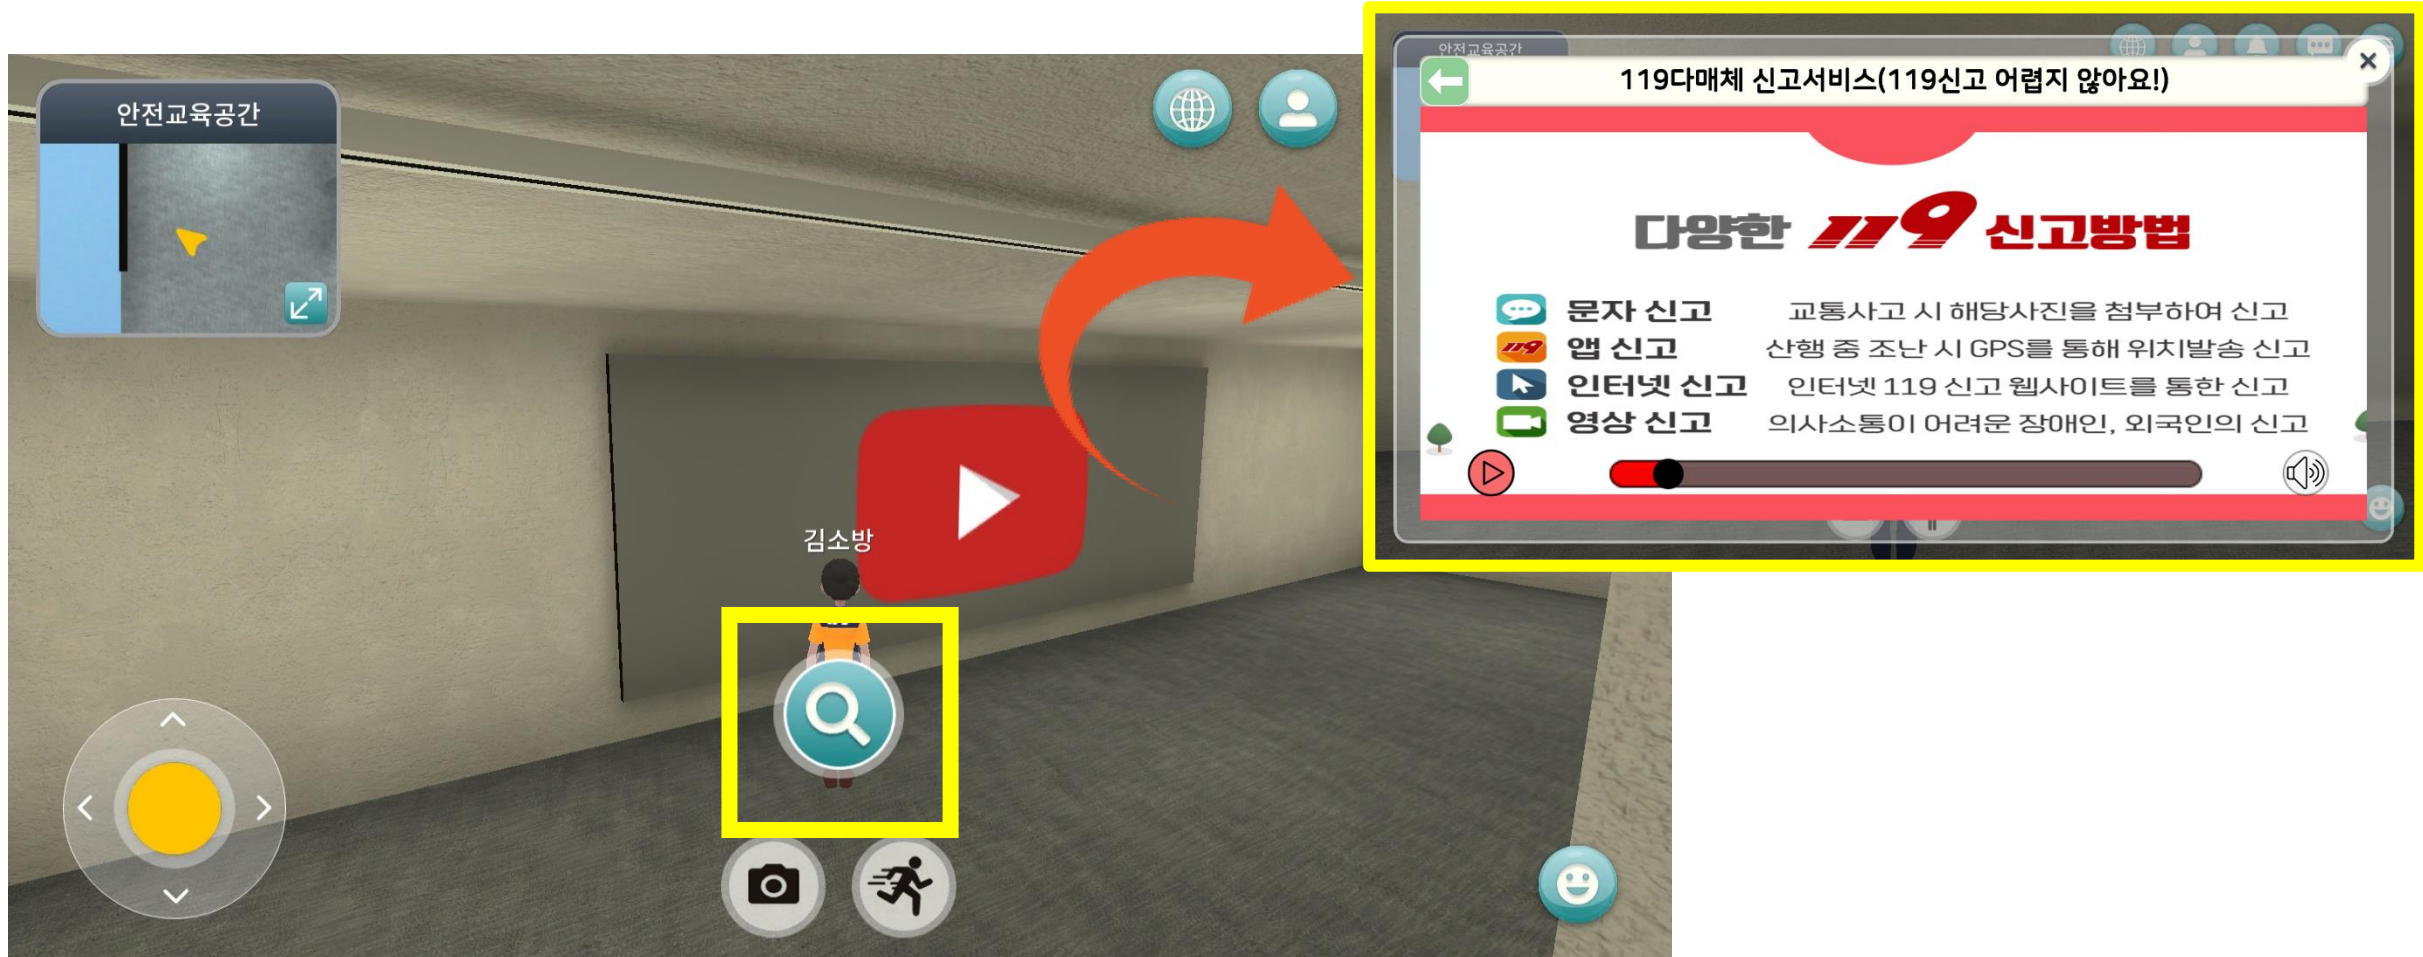 안전교육공간
김소방
안전교육공간
119다매체 신고서비스(119신고 어렵지 않아요!)
다양한 119 신고방법
문자 신고 교통사고 시 해당사진을 첨부하여 신고
119 앱 신고 산행 중 조난 시 GPS를 통해 위치발송 신고
인터넷 신고 인터넷 119 신고 웹사이트를 통한 신고
영상 신고 의사소통이 어려운 장애인, 외국인의 신고